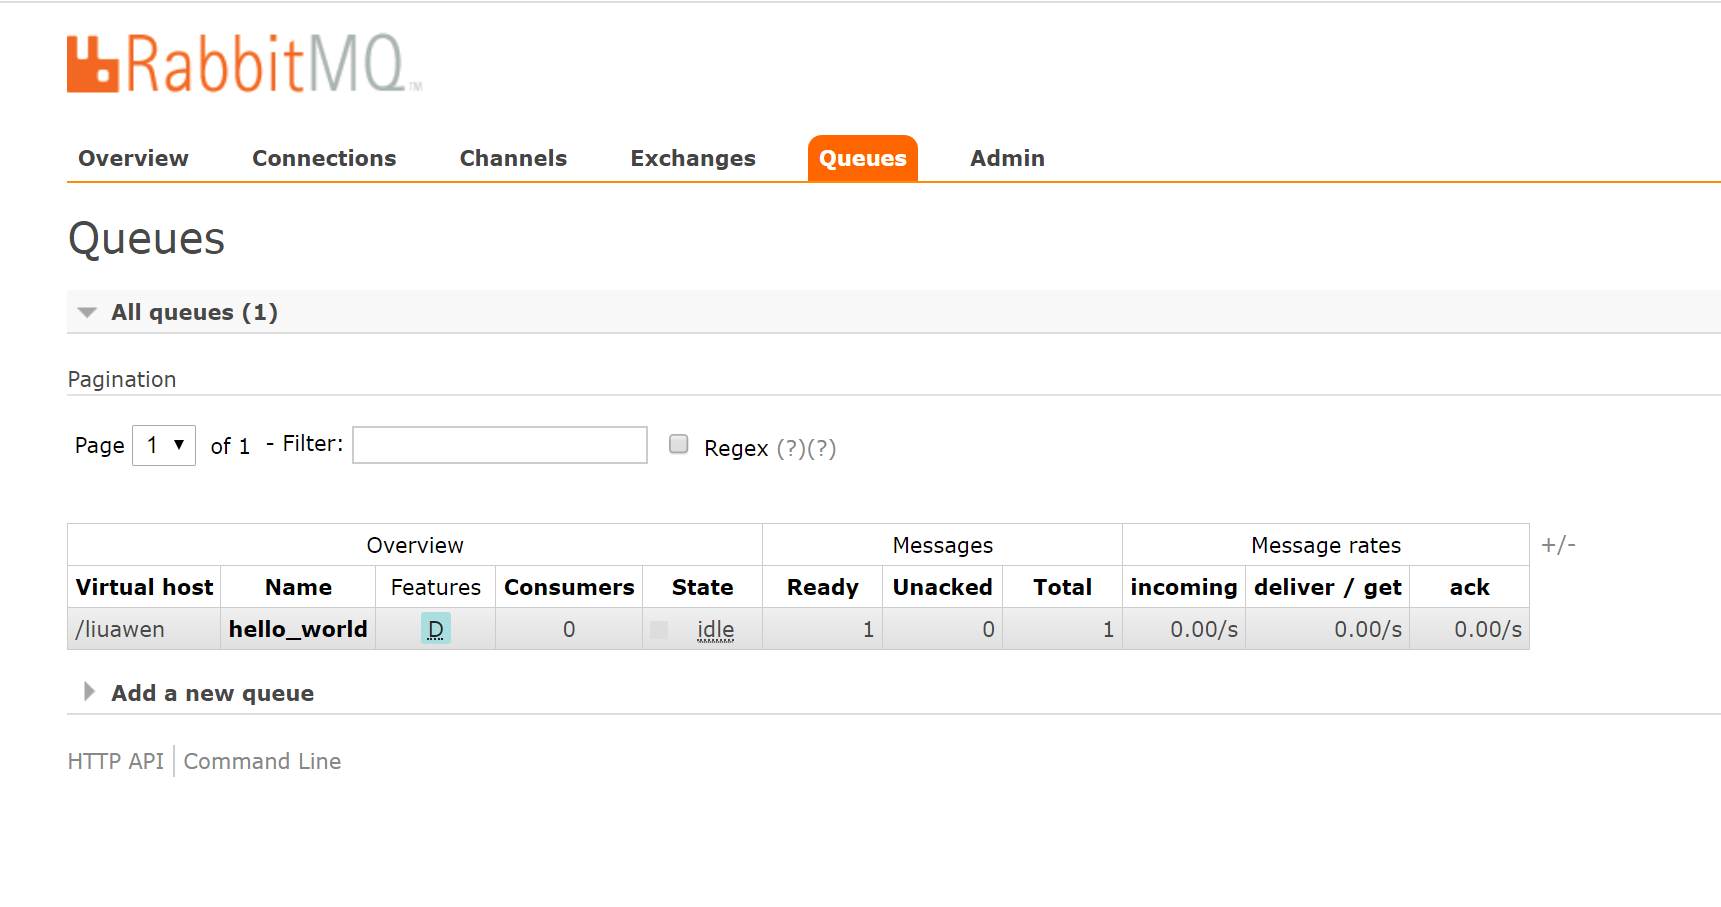 RabbitMQ™
Overview Connections Channels Exchanges Queues Admin
Queues
All queues (1)
Pagination
Page 1 of 1 - Filter: Regex (?)(?)
Overview Messages Message rates +/-
Virtual host Name Features Consumers State Ready Unacked Total incoming deliver / get ack
/liuawen hello_world D 0 idle 1 0 1 0.00/s 0.00/s 0.00/s
Add a new queue
HTTP API Command Line